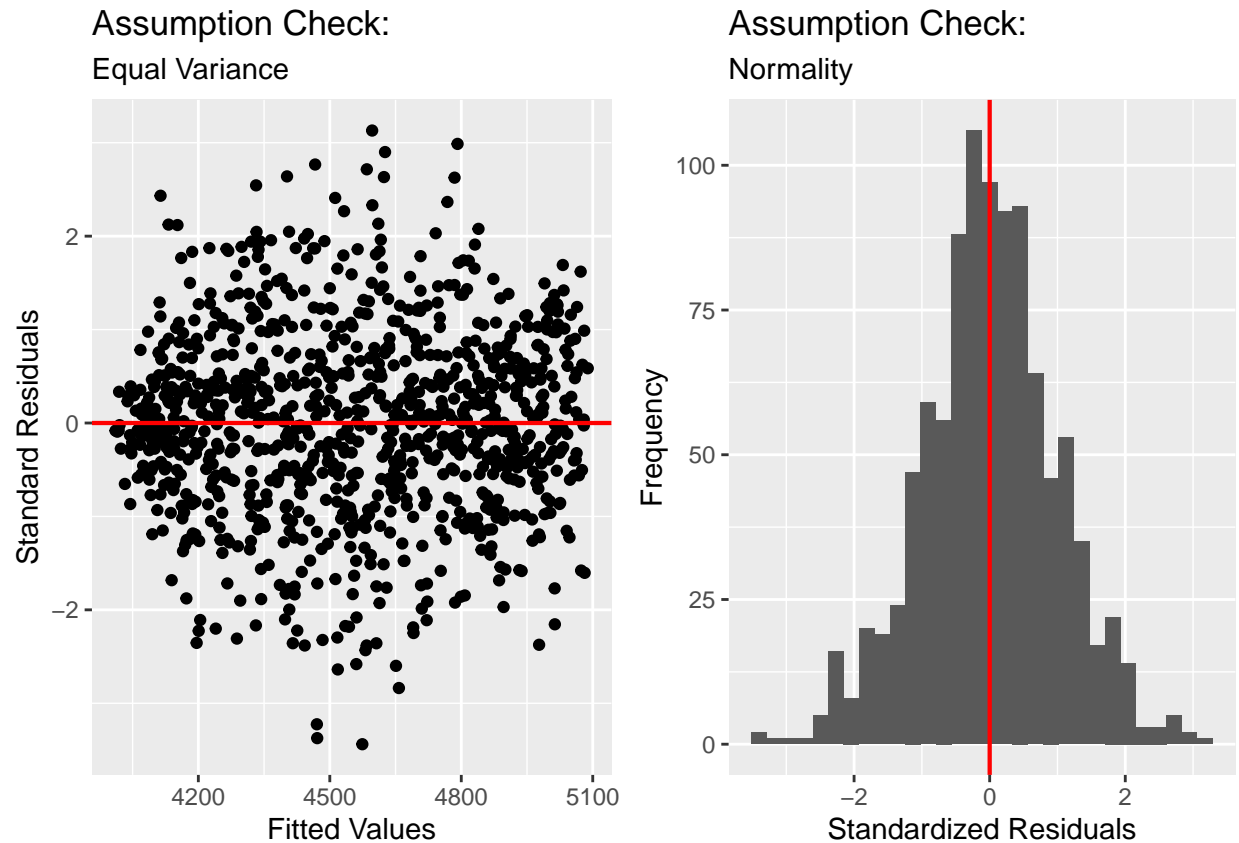 Assumption Check:
Equal Variance
Standard Residuals
2
0
−2
4200
4500
4800
5100
Fitted Values
Assumption Check:
Normality
Frequency
100
75
50
25
0
−2
0
2
Standardized Residuals